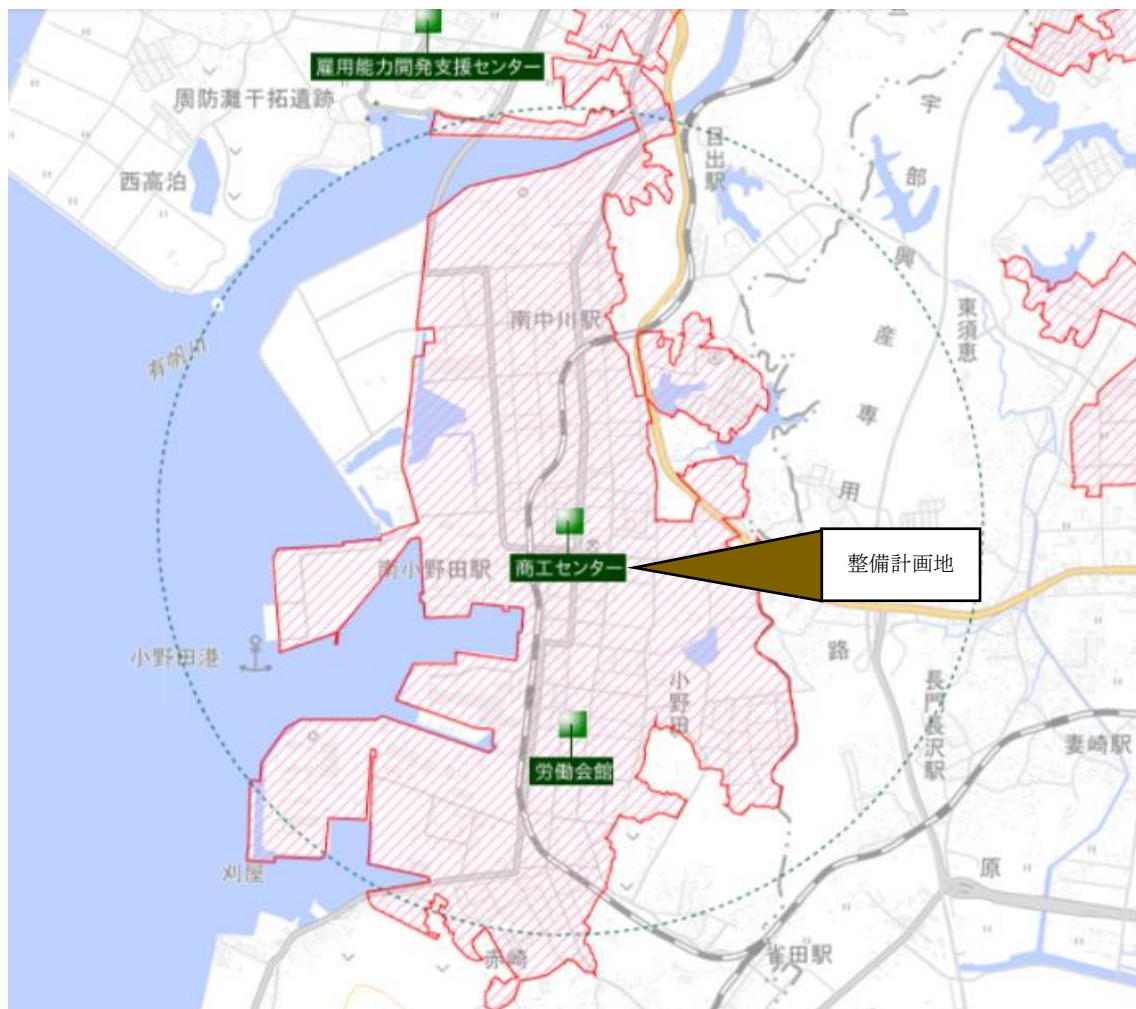 雇用能力開発支援センター
周防灘干拓遺跡
西高泊
目出駅
宇
部
興
産
専
用
路
東須恵
南中川駅
有帆川
商工センター
整備計画地
南小野田駅
小野田港
小野田
長門長沢駅
妻崎駅
労働会館
刈屋
原
赤崎
雀田駅